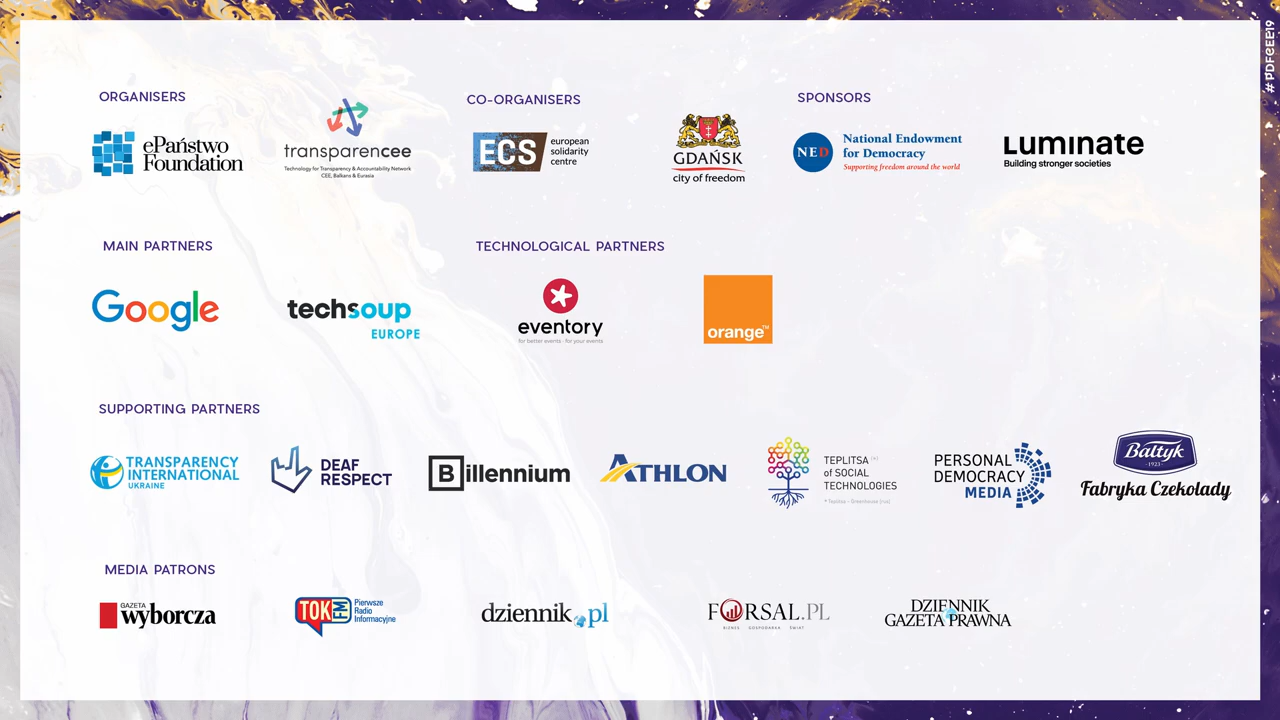 #PDFCEE19
ORGANISERS
ePaństwo
Foundation
transparencee
Technology for Transparency & Accountability Network
CEE, Balkans & Eurasia
CO-ORGANISERS
ECS european
solidarity
centre
GDAŃSK
city of freedom
SPONSORS
NED National Endowment
for Democracy
Supporting freedom around the world
Luminate
Building stronger societies
MAIN PARTNERS
Google
techsoup
EUROPE
TECHNOLOGICAL PARTNERS
eventory
for better events - for your events
orange™
SUPPORTING PARTNERS
TRANSPARENCY
INTERNATIONAL
UKRAINE
DEAF
RESPECT
Billennium
ATHLON
TEPLITSA (*)
of SOCIAL
TECHNOLOGIES
* Teplitsa – Greenhouse (rus)
PERSONAL
DEMOCRACY
MEDIA
Bałtyk
-1923-
Fabryka Czekolady
MEDIA PATRONS
GAZETA
wyborcza
TOK FM Pierwsze
Radio
Informacyjne
dziennik.pl
FORSAL.PL
BIZNES GOSPODARKA ŚWIAT
DZIENNIK
GAZETA PRAWNA